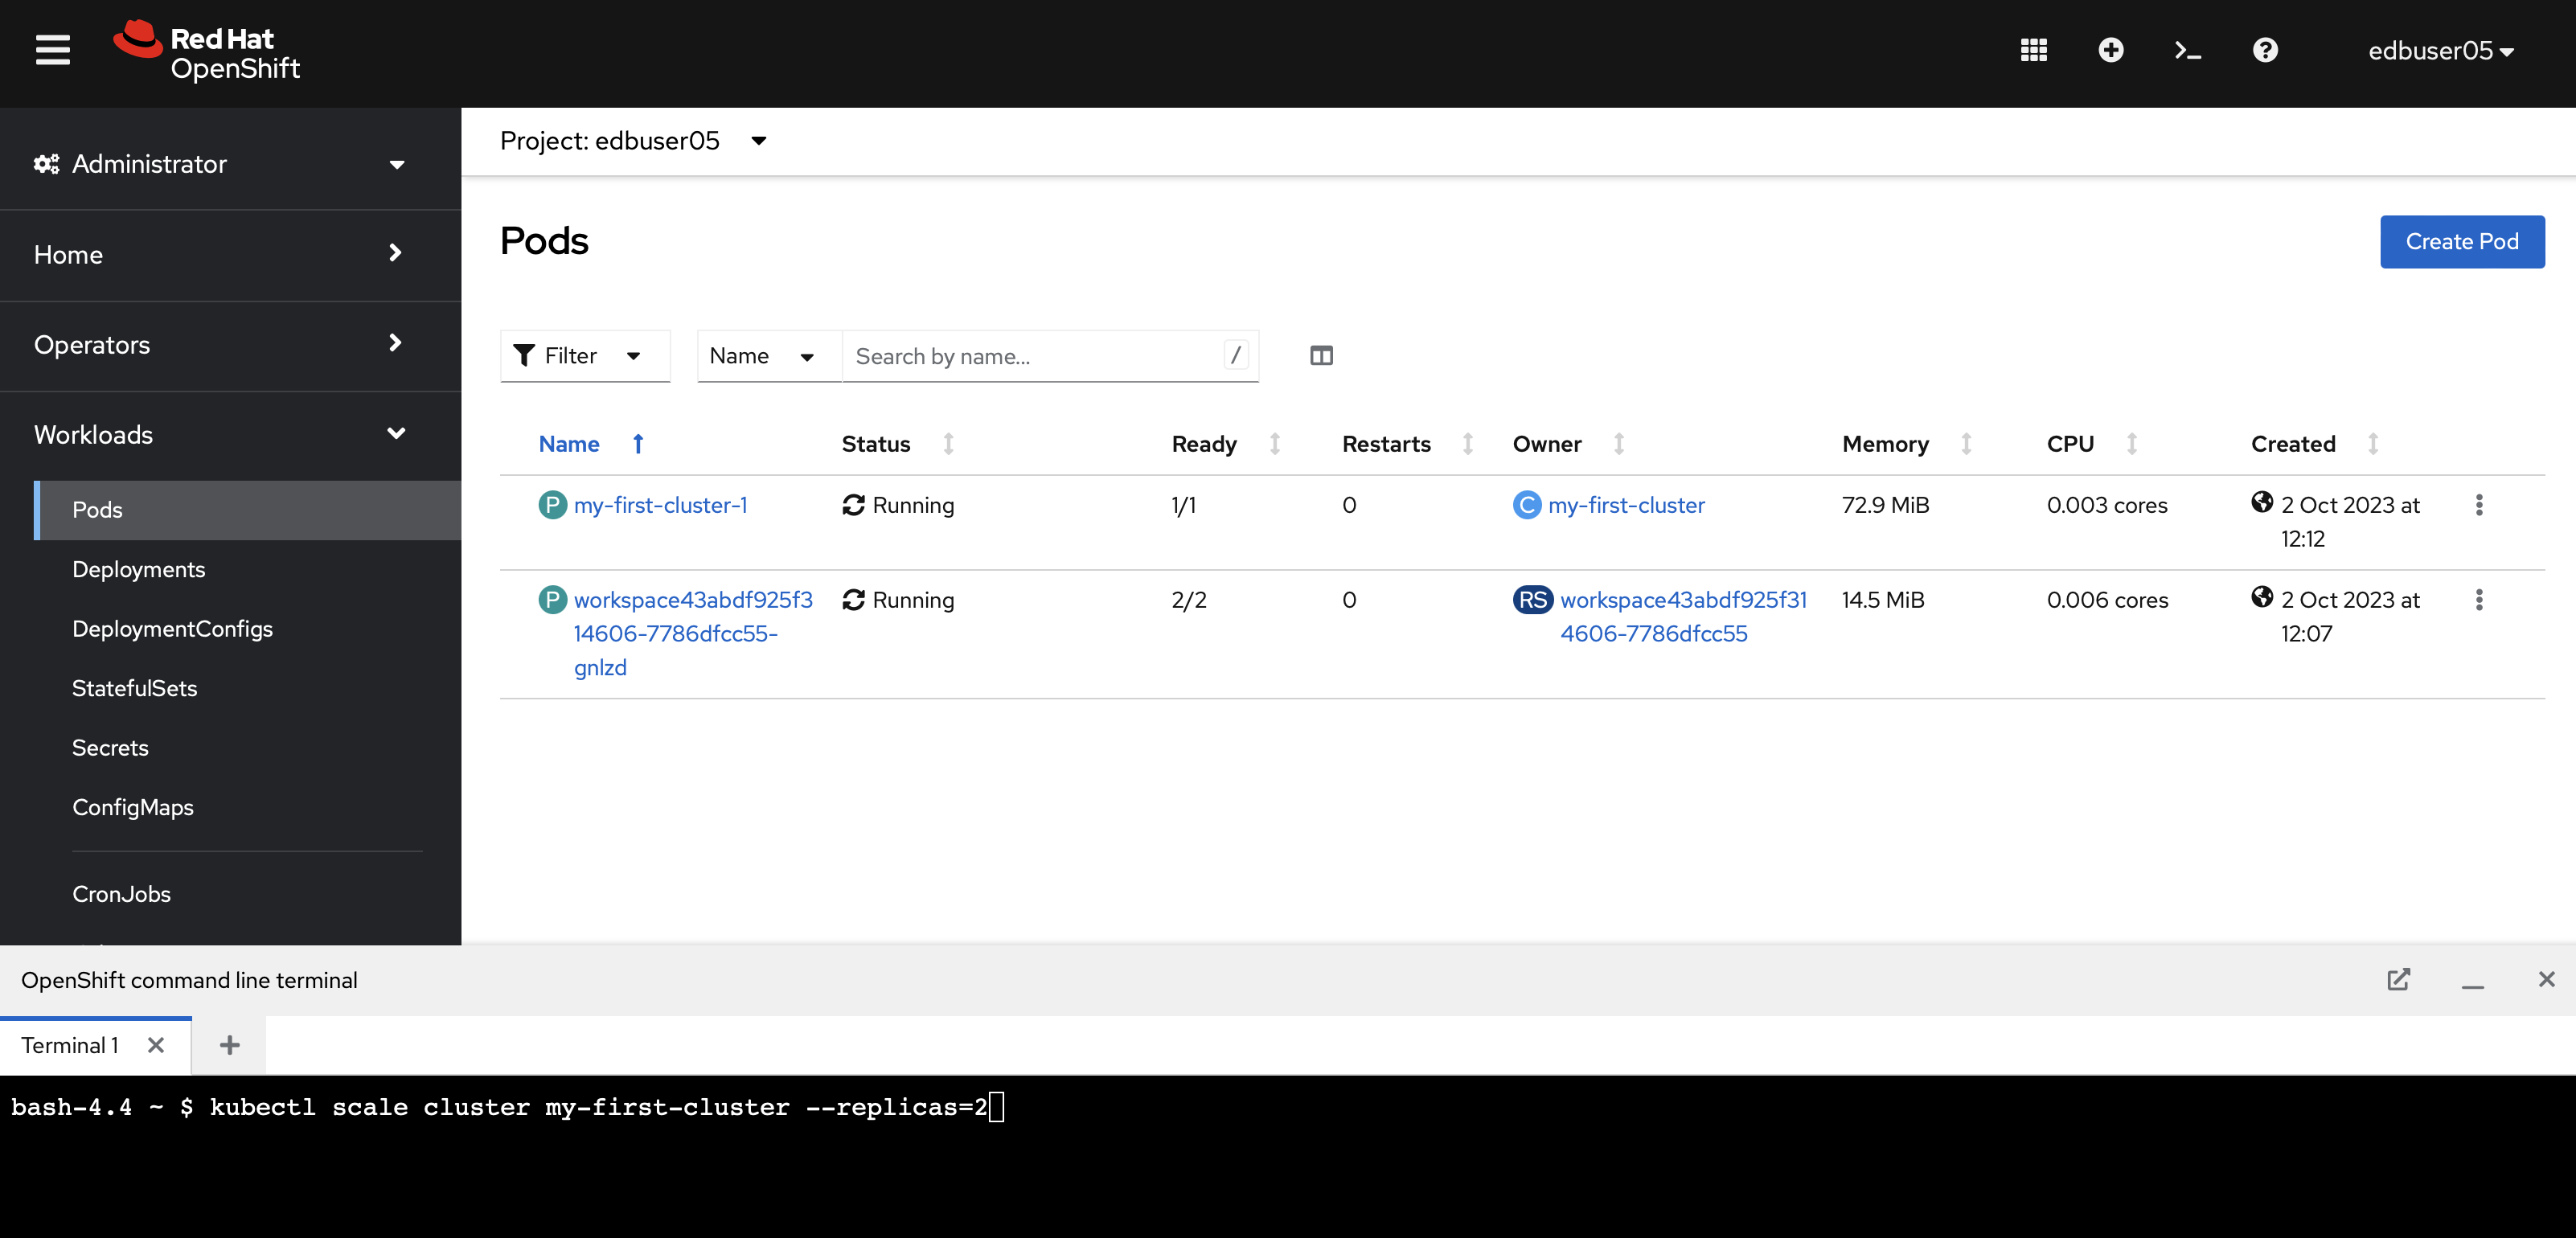 Red Hat
OpenShift
edbuser05
Administrator
Home
Operators
Workloads
Pods
Deployments
DeploymentConfigs
StatefulSets
Secrets
ConfigMaps
CronJobs
Project: edbuser05
Pods
Create Pod
Filter
Name
Search by name...
/
Name Status Ready Restarts Owner Memory CPU Created
P my-first-cluster-1 Running 1/1 0 C my-first-cluster 72.9 MiB 0.003 cores 2 Oct 2023 at
12:12
P workspace43abdf925f3 Running 2/2 0 RS workspace43abdf925f31 14.5 MiB 0.006 cores 2 Oct 2023 at
14606-7786dfcc55- 4606-7786dfcc55 12:07
gnlzd
OpenShift command line terminal
Terminal 1
bash-4.4 ~ $ kubectl scale cluster my-first-cluster --replicas=2